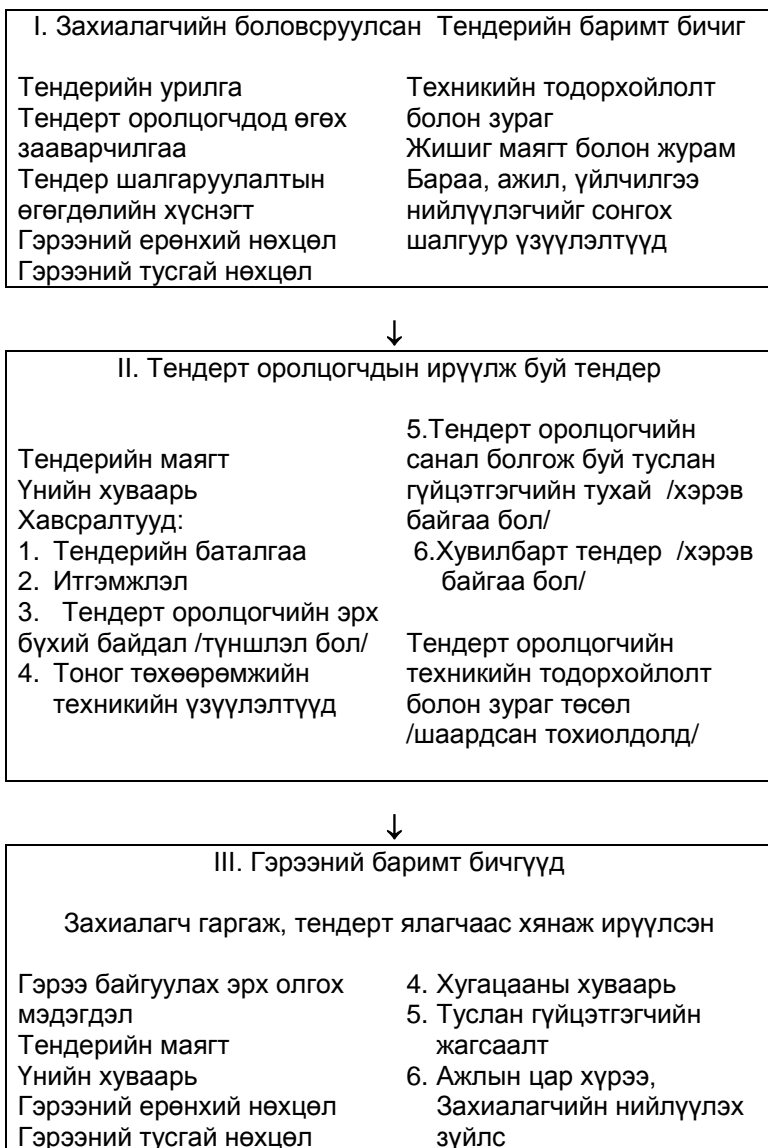 I. Захиалагчийн боловсруулсан Тендерийн баримт бичиг
Тендерийн урилга
Тендерт оролцогчдод өгөх
зааварчилгаа
Тендер шалгаруулалтын
өгөгдөлийн хүснэгт
Гэрээний ерөнхий нөхцөл
Гэрээний тусгай нөхцөл
Техникийн тодорхойлолт
болон зураг
Жишиг маягт болон журам
Бараа, ажил, үйлчилгээ
нийлүүлэгчийг сонгох
шалгуур үзүүлэлтүүд
↓
II. Тендерт оролцогчдын ирүүлж буй тендер
Тендерийн маягт
Үнийн хуваарь
Хавсралтууд:
1. Тендерийн баталгаа
2. Итгэмжлэл
3. Тендерт оролцогчийн эрх
бүхий байдал /түншлэл бол/
4. Тоног төхөөрөмжийн
техникийн үзүүлэлтүүд
5.Тендерт оролцогчийн
санал болгож буй туслан
гүйцэтгэгчийн тухай /хэрэв
байгаа бол/
6.Хувилбарт тендер /хэрэв
байгаа бол/
Тендерт оролцогчийн
техникийн тодорхойлолт
болон зураг төсөл
/шаардсан тохиолдолд/
↓
III. Гэрээний баримт бичгүүд
Захиалагч гаргаж, тендерт ялагчаас хянаж ирүүлсэн
Гэрээ байгуулах эрх олгох
мэдэгдэл
Тендерийн маягт
Үнийн хуваарь
Гэрээний ерөнхий нөхцөл
Гэрээний тусгай нөхцөл
4. Хугацааны хуваарь
5. Туслан гүйцэтгэгчийн
жагсаалт
6. Ажлын цар хүрээ,
Захиалагчийн нийлүүлэх
зүйлс